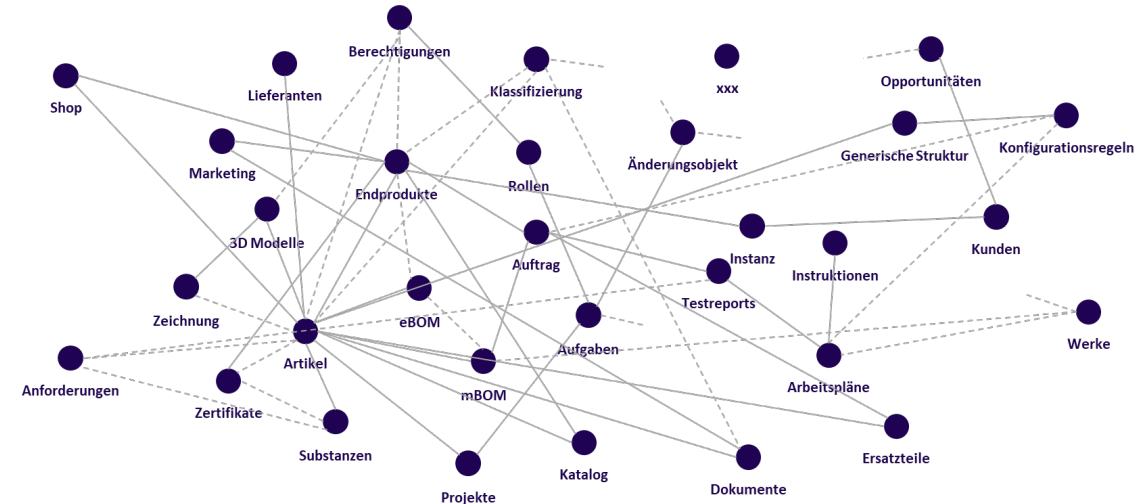 Berechtigungen
Klassifizierung
xxx
Opportunitäten
Shop
Lieferanten
Änderungsobjekt
Generische Struktur
Konfigurationsregeln
Marketing
Endprodukte
Rollen
3D Modelle
Auftrag
Instanz
Kunden
Instruktionen
Testreports
Zeichnung
eBOM
Artikel
Aufgaben
Werke
Anforderungen
mBOM
Arbeitspläne
Zertifikate
Substanzen
Katalog
Ersatzteile
Projekte
Dokumente